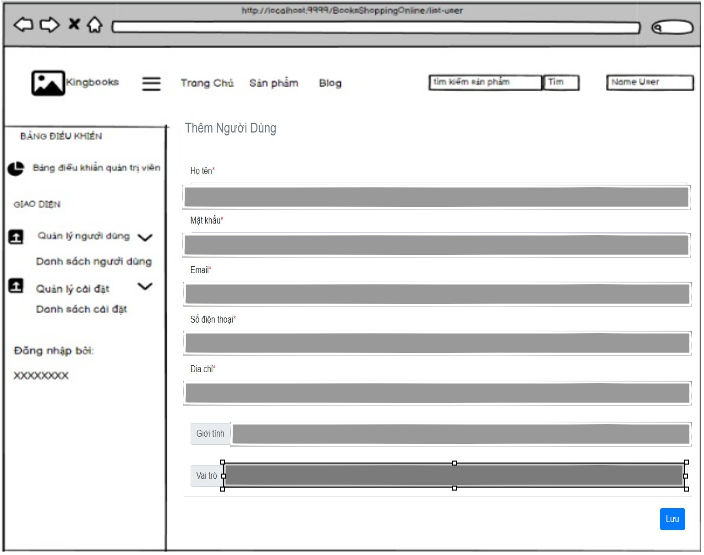 http://localhost:9999/BooksShoppingOnline/list-user
Kingbooks
Trang Chủ
Sản phẩm
Blog
tìm kiếm sản phẩm
Tìm
Name User
BẢNG ĐIỀU KHIỂN
Bảng điều khiển quản trị viên
GIAO DIỆN
Quản lý người dùng
Danh sách người dùng
Quản lý cài đặt
Danh sách cài đặt
Đăng nhập bởi:
XXXXXXXX
Thêm Người Dùng
Họ tên*
Mật khẩu*
Email*
Số điện thoại*
Địa chỉ*
Giới tính
Vai trò
Lưu